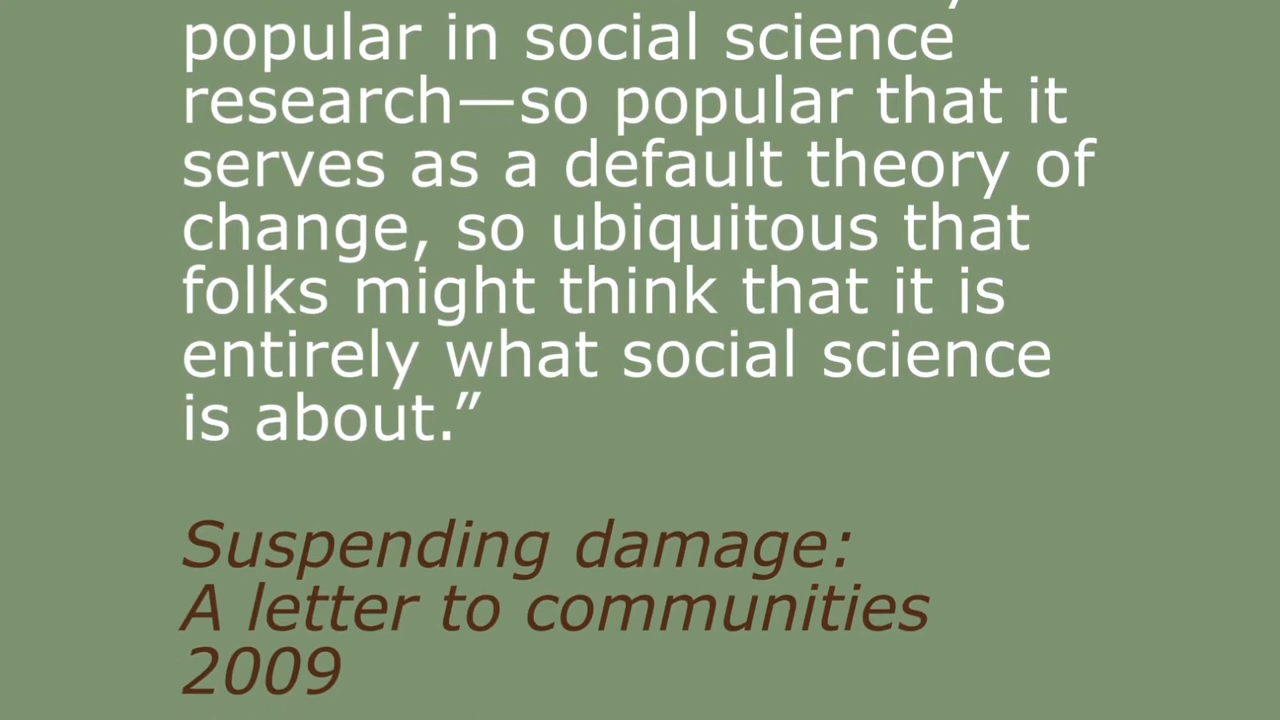 popular in social science
research—so popular that it
serves as a default theory of
change, so ubiquitous that
folks might think that it is
entirely what social science
is about.”
Suspending damage:
A letter to communities
2009